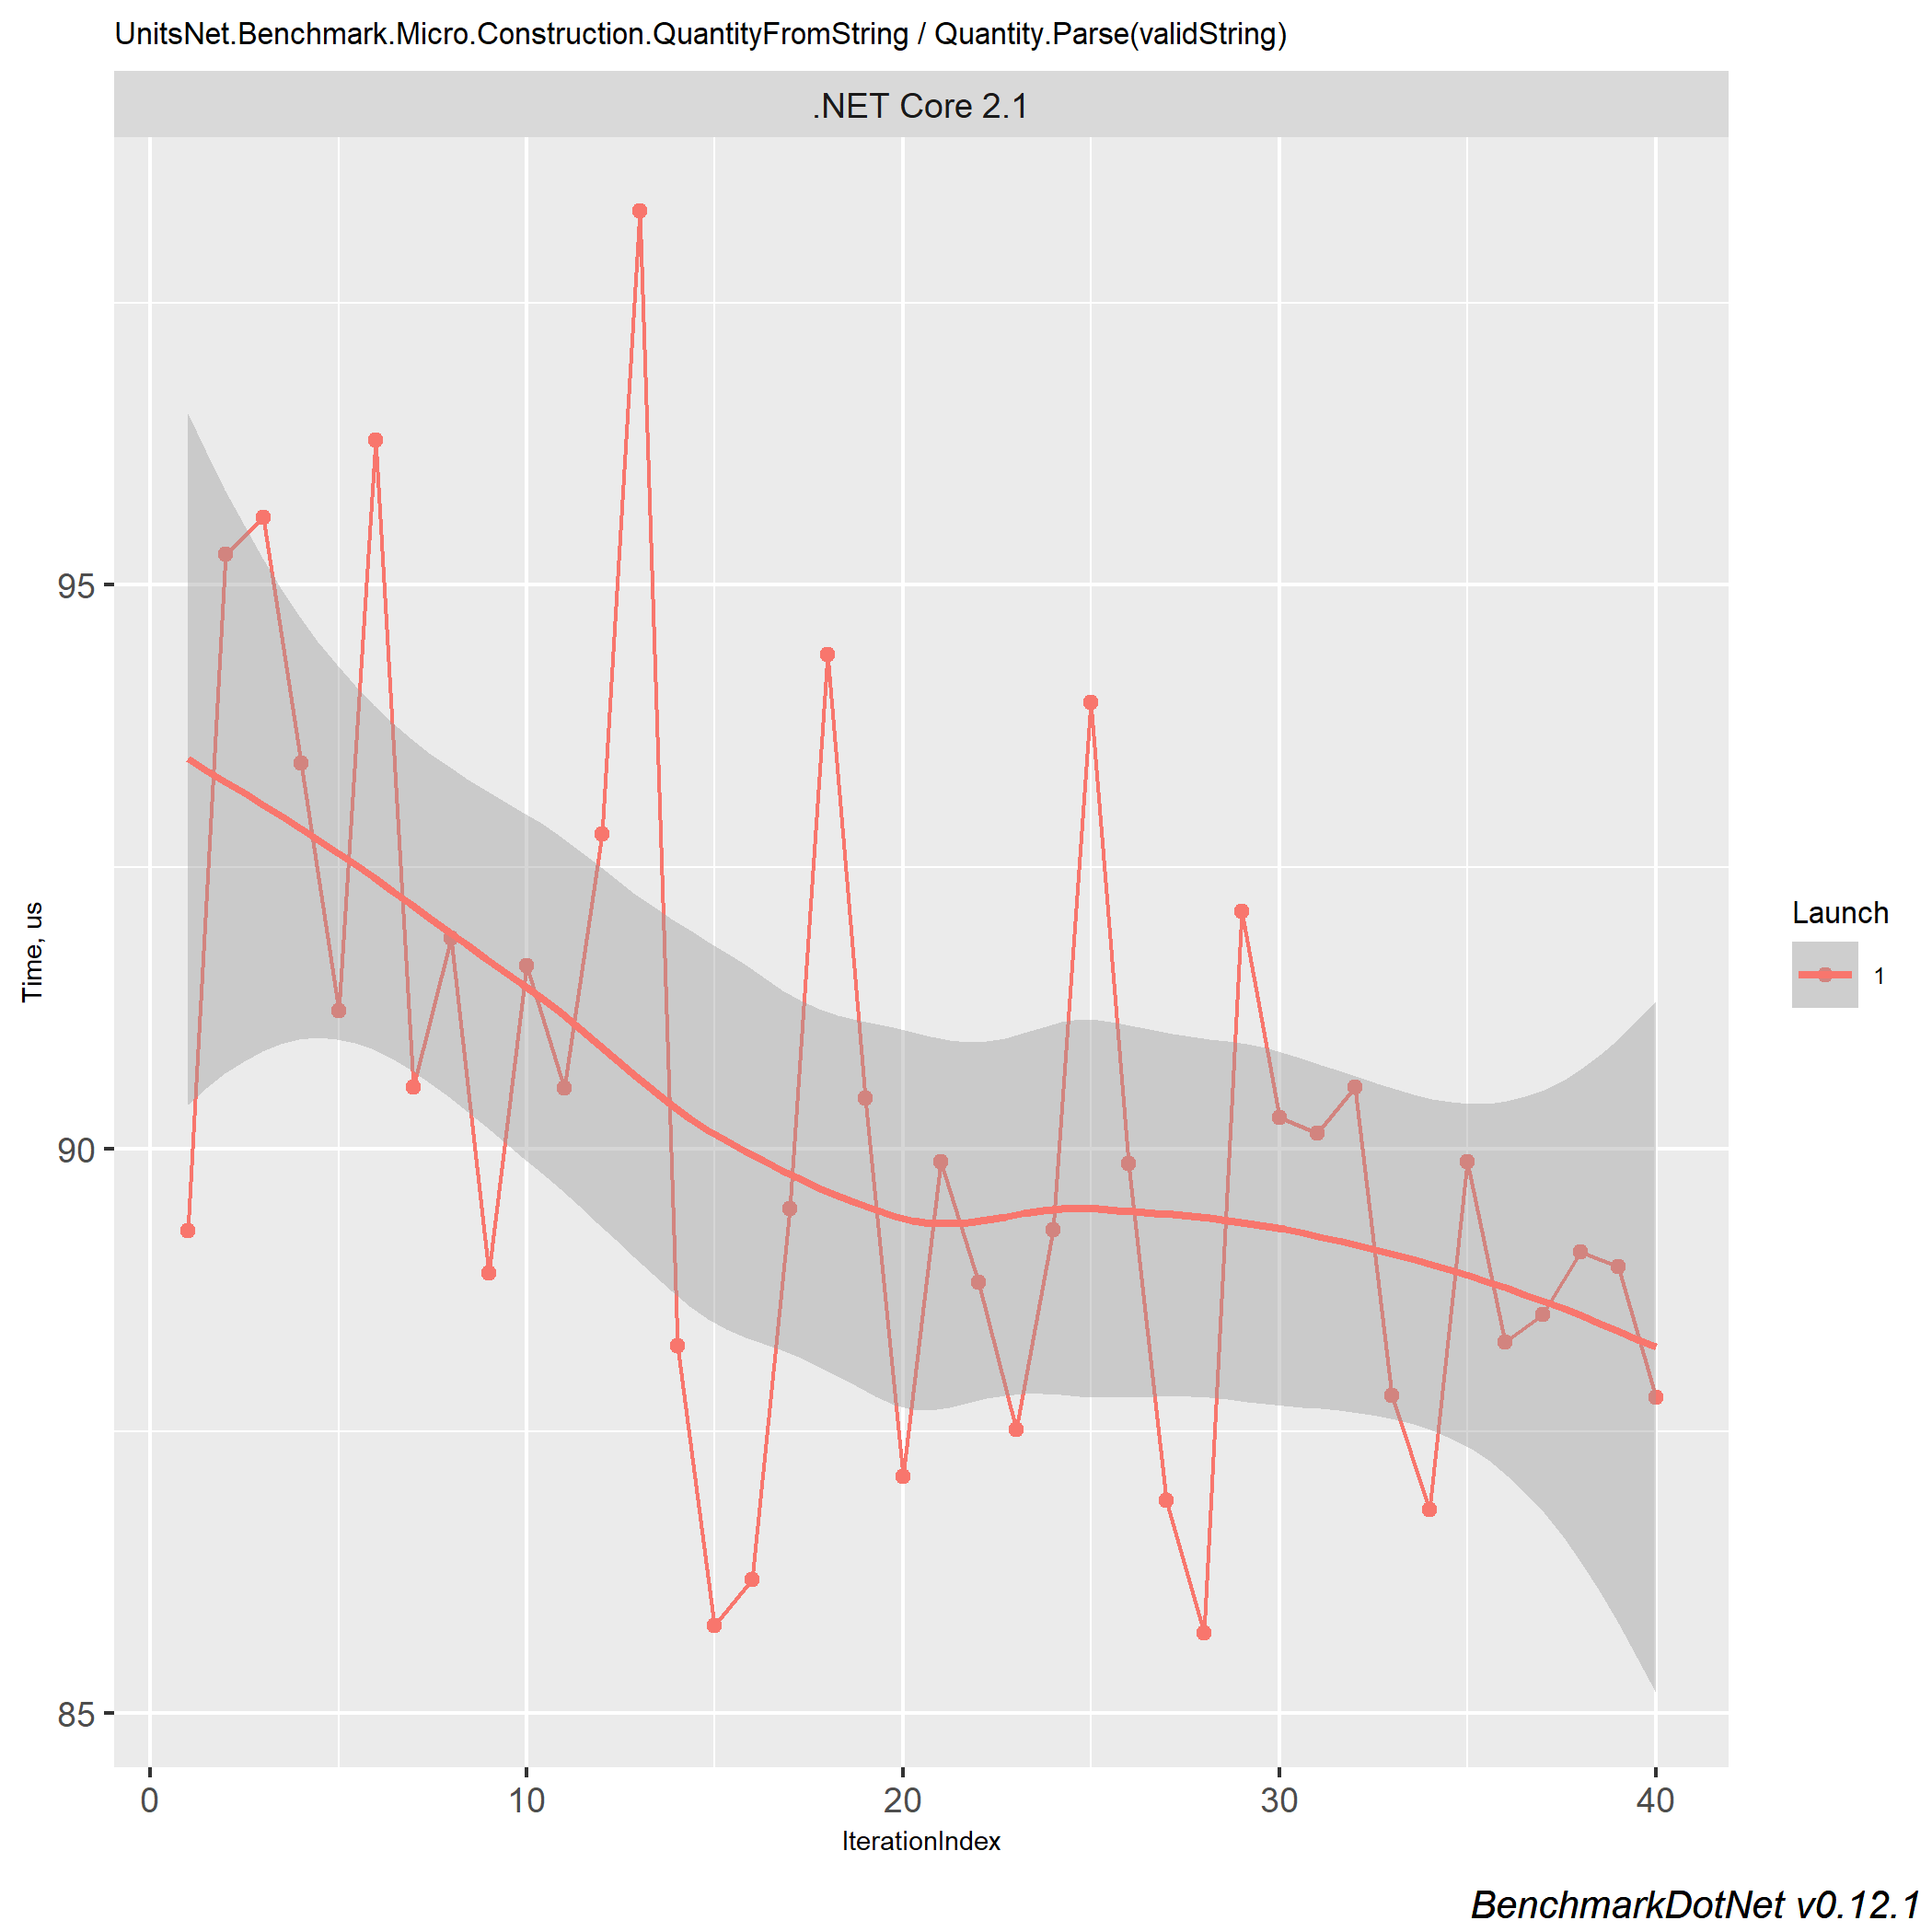 UnitsNet.Benchmark.Micro.Construction.QuantityFromString / Quantity.Parse(validString)
.NET Core 2.1
95
90
85
Time, us
0 10 20 30 40
IterationIndex
Launch
1
BenchmarkDotNet v0.12.1